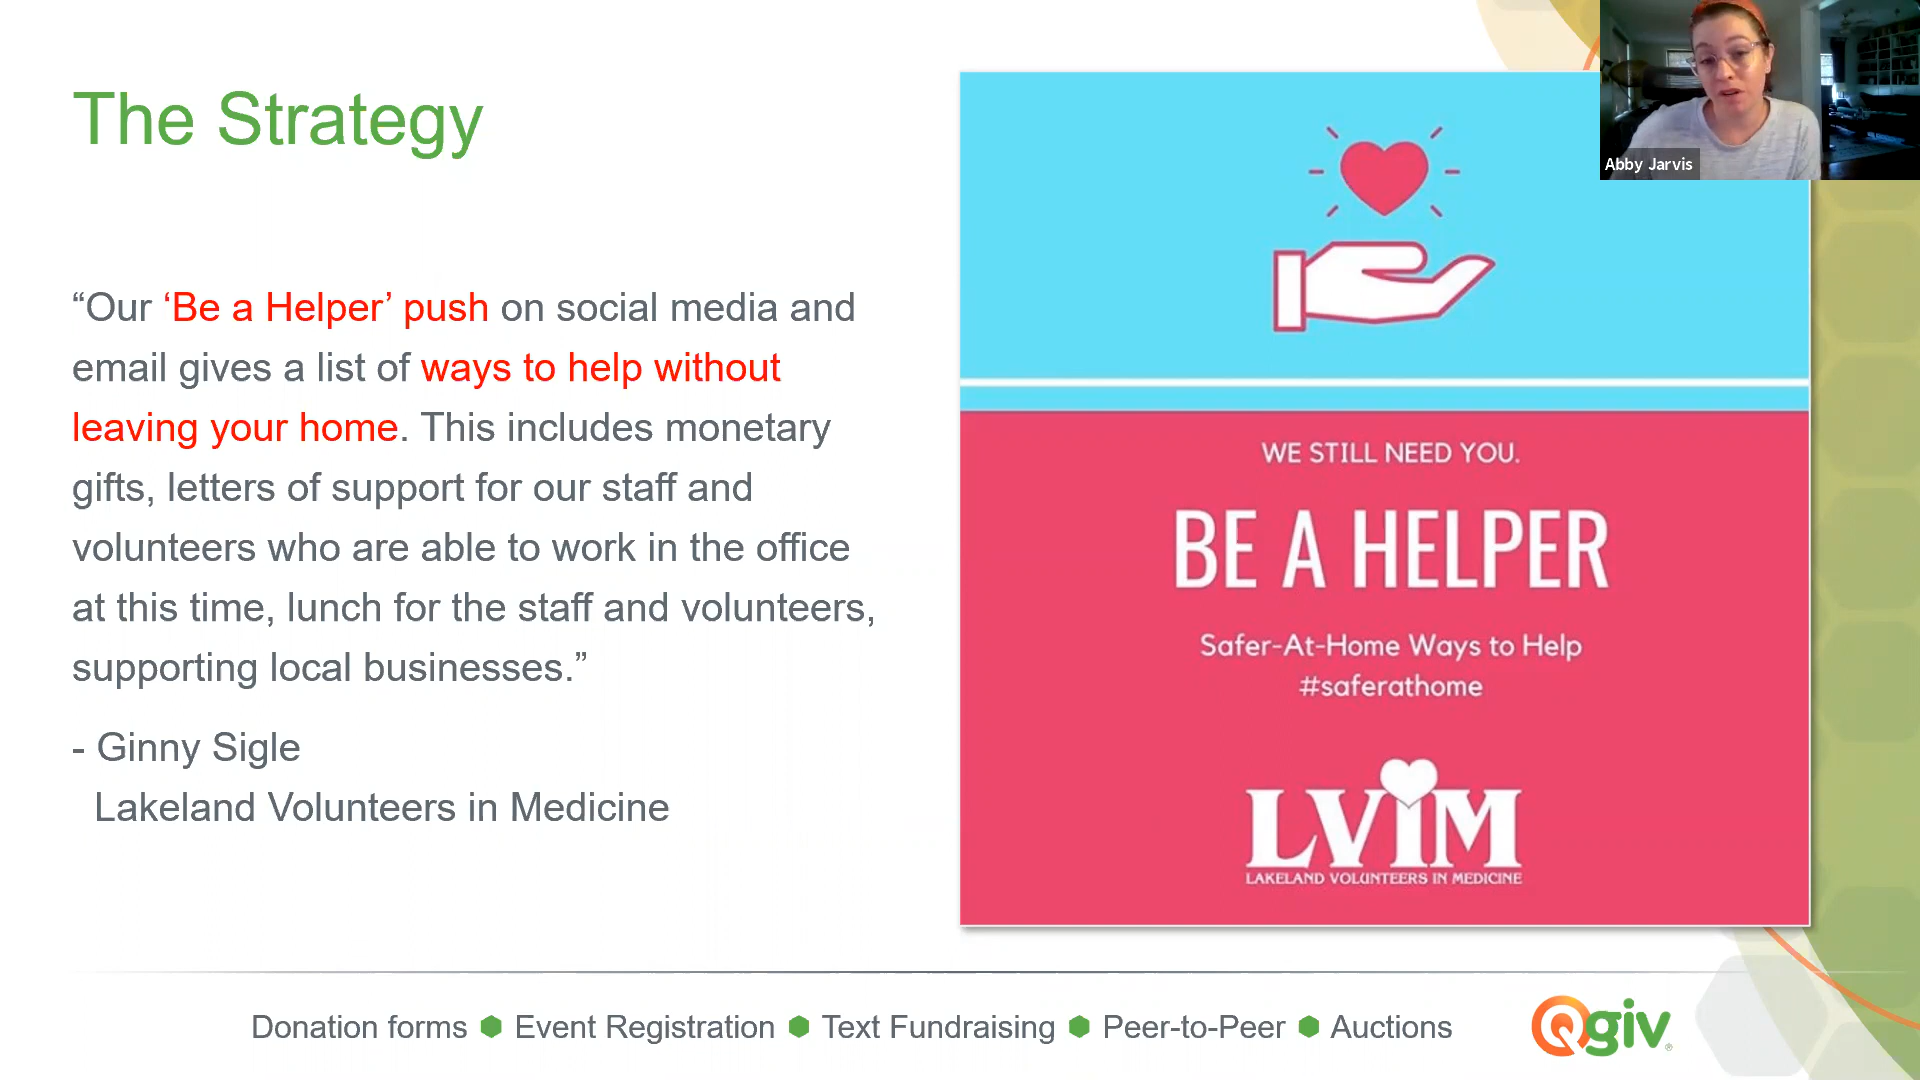 The Strategy
“Our ‘Be a Helper’ push on social media and
email gives a list of ways to help without
leaving your home. This includes monetary
gifts, letters of support for our staff and
volunteers who are able to work in the office
at this time, lunch for the staff and volunteers,
supporting local businesses.”
- Ginny Sigle
Lakeland Volunteers in Medicine
WE STILL NEED YOU.
BE A HELPER
Safer-At-Home Ways to Help
#saferathome
LVIM
LAKELAND VOLUNTEERS IN MEDICINE
Abby Jarvis
Donation forms ⬢ Event Registration ⬢ Text Fundraising ⬢ Peer-to-Peer ⬢ Auctions
Qgiv®